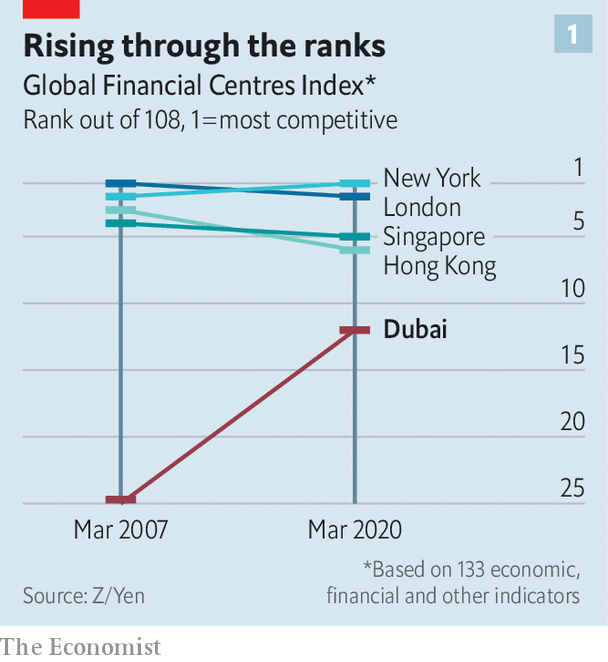 1
Rising through the ranks
Global Financial Centres Index*
Rank out of 108, 1=most competitive
1
New York
London
5
Singapore
Hong Kong
10
Dubai
15
20
25
Mar 2007
Mar 2020
*Based on 133 economic,
financial and other indicators
Source: Z/Yen
The Economist